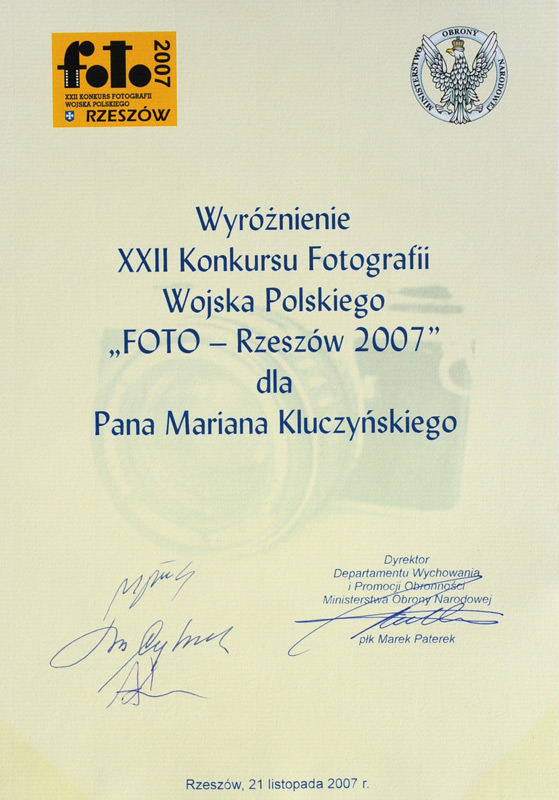 foto 2007
XXII KONKURS FOTOGRAFII
WOJSKA POLSKIEGO
RZESZÓW
MINISTERSTWO OBRONY NARODOWEJ
Wyróżnienie
XXII Konkursu Fotografii
Wojska Polskiego
„FOTO – Rzeszów 2007”
dla
Pana Mariana Kluczyńskiego
Dyrektor
Departamentu Wychowania
i Promocji Obronności
Ministerstwa Obrony Narodowej
płk Marek Paterek
Rzeszów, 21 listopada 2007 r.